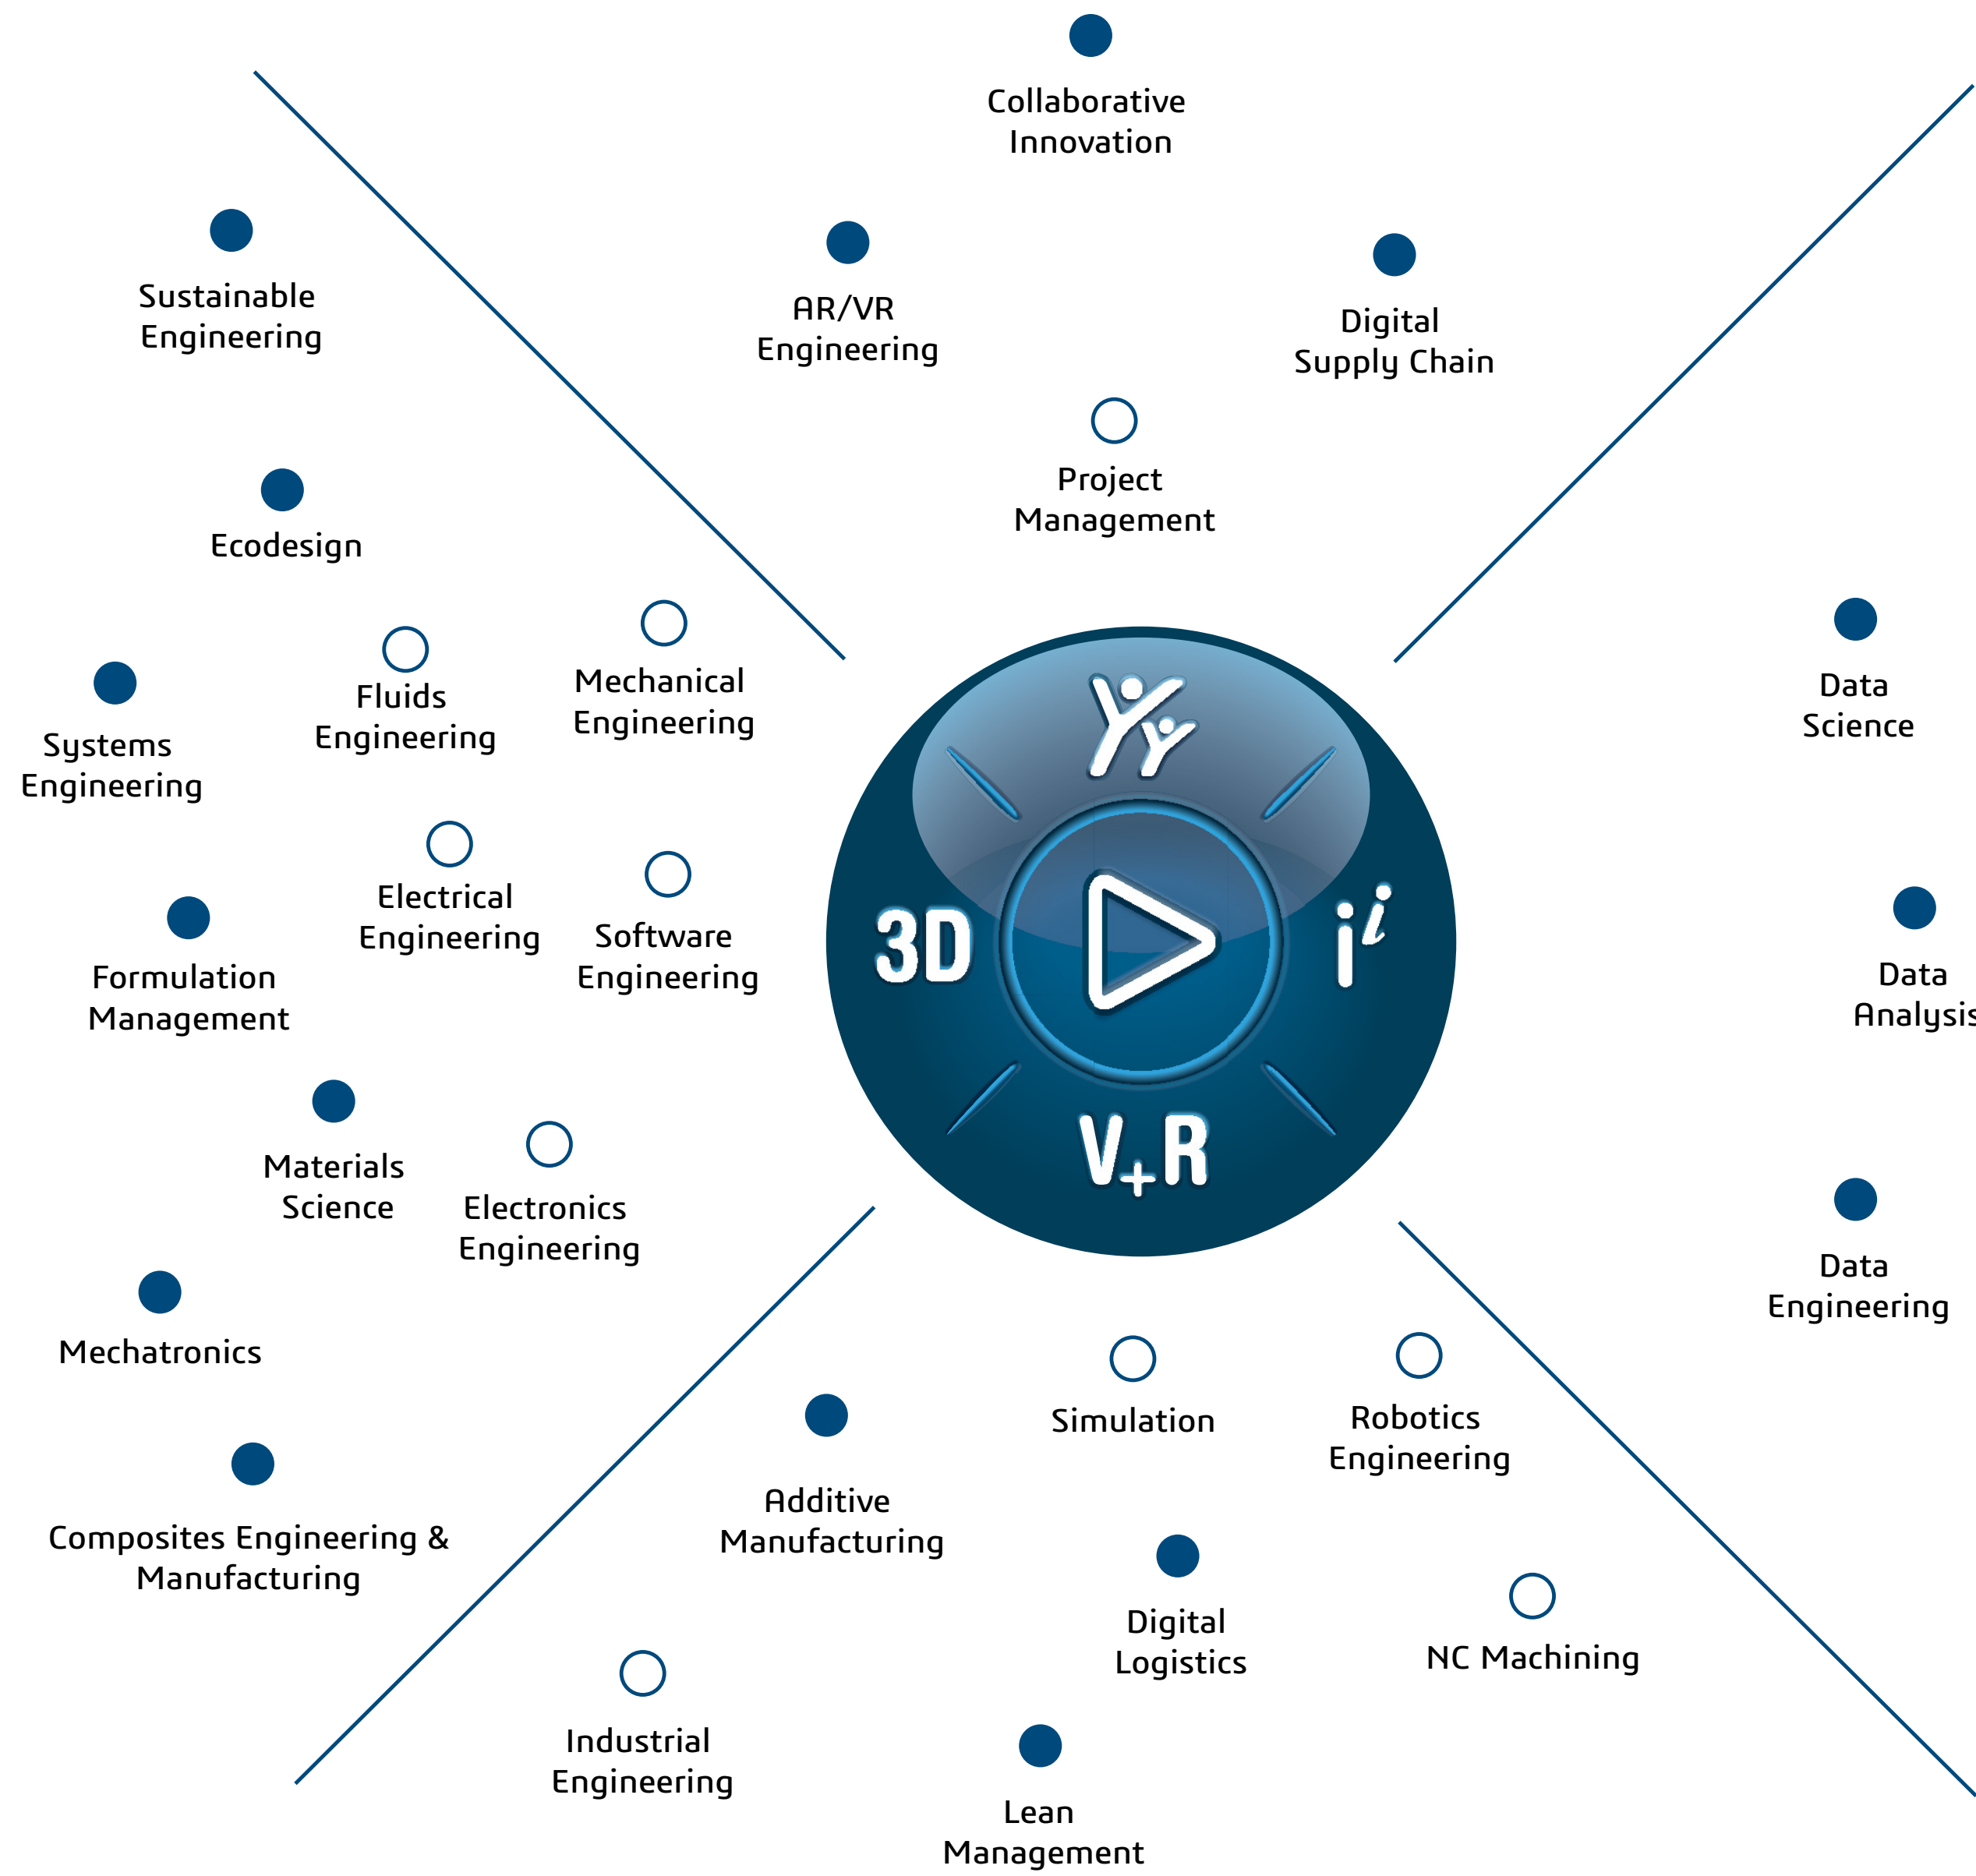 Collaborative
Innovation
Sustainable
Engineering
AR/VR
Engineering
Digital
Supply Chain
Project
Management
Ecodesign
Fluids
Engineering
Mechanical
Engineering
Systems
Engineering
Data
Science
Electrical
Engineering
Software
Engineering
Formulation
Management
3D
i i
V+R
Data
Analysis
Materials
Science
Electronics
Engineering
Data
Engineering
Mechatronics
Simulation
Robotics
Engineering
Additive
Manufacturing
Composites Engineering &
Manufacturing
Digital
Logistics
NC Machining
Industrial
Engineering
Lean
Management